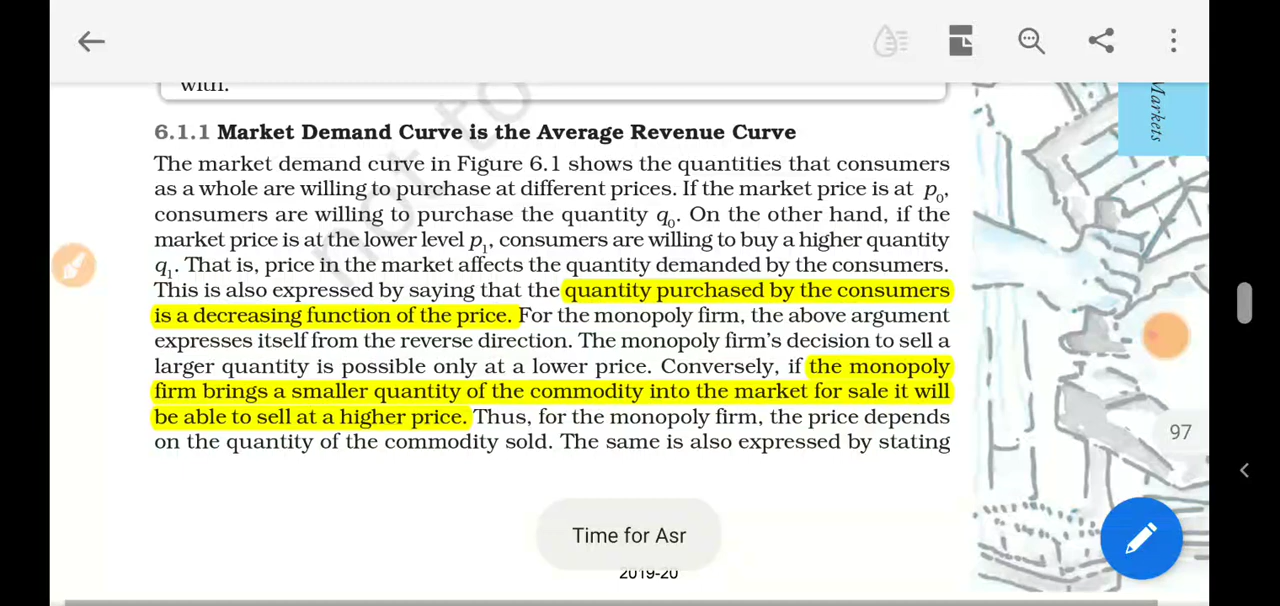 with.
not to
Markets
6.1.1 Market Demand Curve is the Average Revenue Curve
The market demand curve in Figure 6.1 shows the quantities that consumers
as a whole are willing to purchase at different prices. If the market price is at p₀,
consumers are willing to purchase the quantity q₀. On the other hand, if the
market price is at the lower level p₁, consumers are willing to buy a higher quantity
q₁. That is, price in the market affects the quantity demanded by the consumers.
This is also expressed by saying that the quantity purchased by the consumers
is a decreasing function of the price. For the monopoly firm, the above argument
expresses itself from the reverse direction. The monopoly firm’s decision to sell a
larger quantity is possible only at a lower price. Conversely, if the monopoly
firm brings a smaller quantity of the commodity into the market for sale it will
be able to sell at a higher price. Thus, for the monopoly firm, the price depends
on the quantity of the commodity sold. The same is also expressed by stating
97
Time for Asr
2019-20